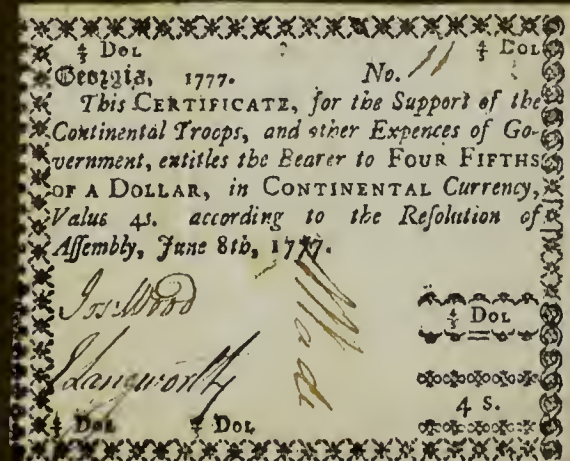 4/5 Dol 4/5 Dol
Georgia, 1777. No. 11
This CERTIFICATE, for the Support of the
Continental Troops, and other Expences of Go-
vernment, entitles the Bearer to FOUR FIFTHS
OF A DOLLAR, in CONTINENTAL Currency,
Value 4s. according to the Reſolution of
Aſſembly, June 8th, 1777.
Jos: Wood
4/5 Dol
4 s.
4/5 Dol 4/5 Dol